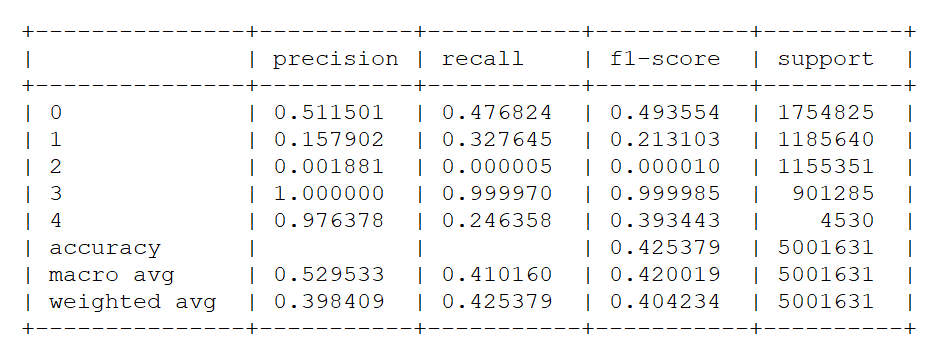 +---------------+-----------+-----------+-----------+----------+
|               | precision | recall    | f1-score  | support  |
+---------------+-----------+-----------+-----------+----------+
| 0             | 0.511501  | 0.476824  | 0.493554  | 1754825  |
| 1             | 0.157902  | 0.327645  | 0.213103  | 1185640  |
| 2             | 0.001881  | 0.000005  | 0.000010  | 1155351  |
| 3             | 1.000000  | 0.999970  | 0.999985  |  901285  |
| 4             | 0.976378  | 0.246358  | 0.393443  |    4530  |
| accuracy      |           |           | 0.425379  | 5001631  |
| macro avg     | 0.529533  | 0.410160  | 0.420019  | 5001631  |
| weighted avg  | 0.398409  | 0.425379  | 0.404234  | 5001631  |
+---------------+-----------+-----------+-----------+----------+